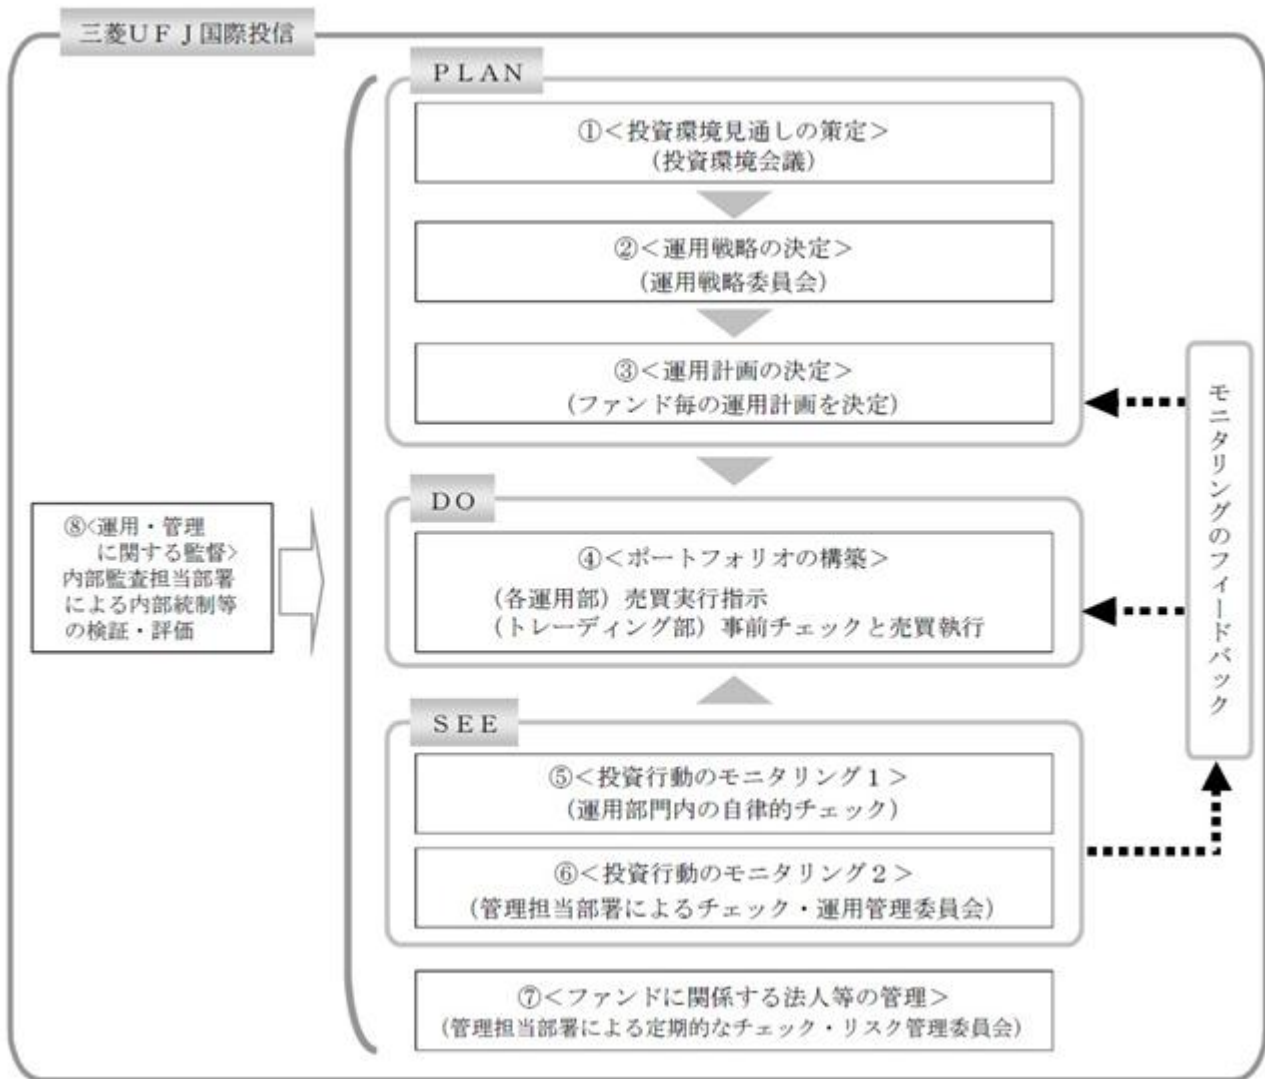 三菱UFJ国際投信
PLAN
①＜投資環境見通しの策定＞
(投資環境会議)
②＜運用戦略の決定＞
(運用戦略委員会)
③＜運用計画の決定＞
(ファンド毎の運用計画を決定)
DO
④＜ポートフォリオの構築＞
(各運用部) 売買実行指示
(トレーディング部) 事前チェックと売買執行
SEE
⑤＜投資行動のモニタリング1＞
(運用部門内の自律的チェック)
⑥＜投資行動のモニタリング2＞
(管理担当部署によるチェック・運用管理委員会)
⑦＜ファンドに関係する法人等の管理＞
(管理担当部署による定期的なチェック・リスク管理委員会)
⑧＜運用・管理
に関する監督＞
内部監査担当部署
による内部統制等
の検証・評価
モニタリングのフィードバック